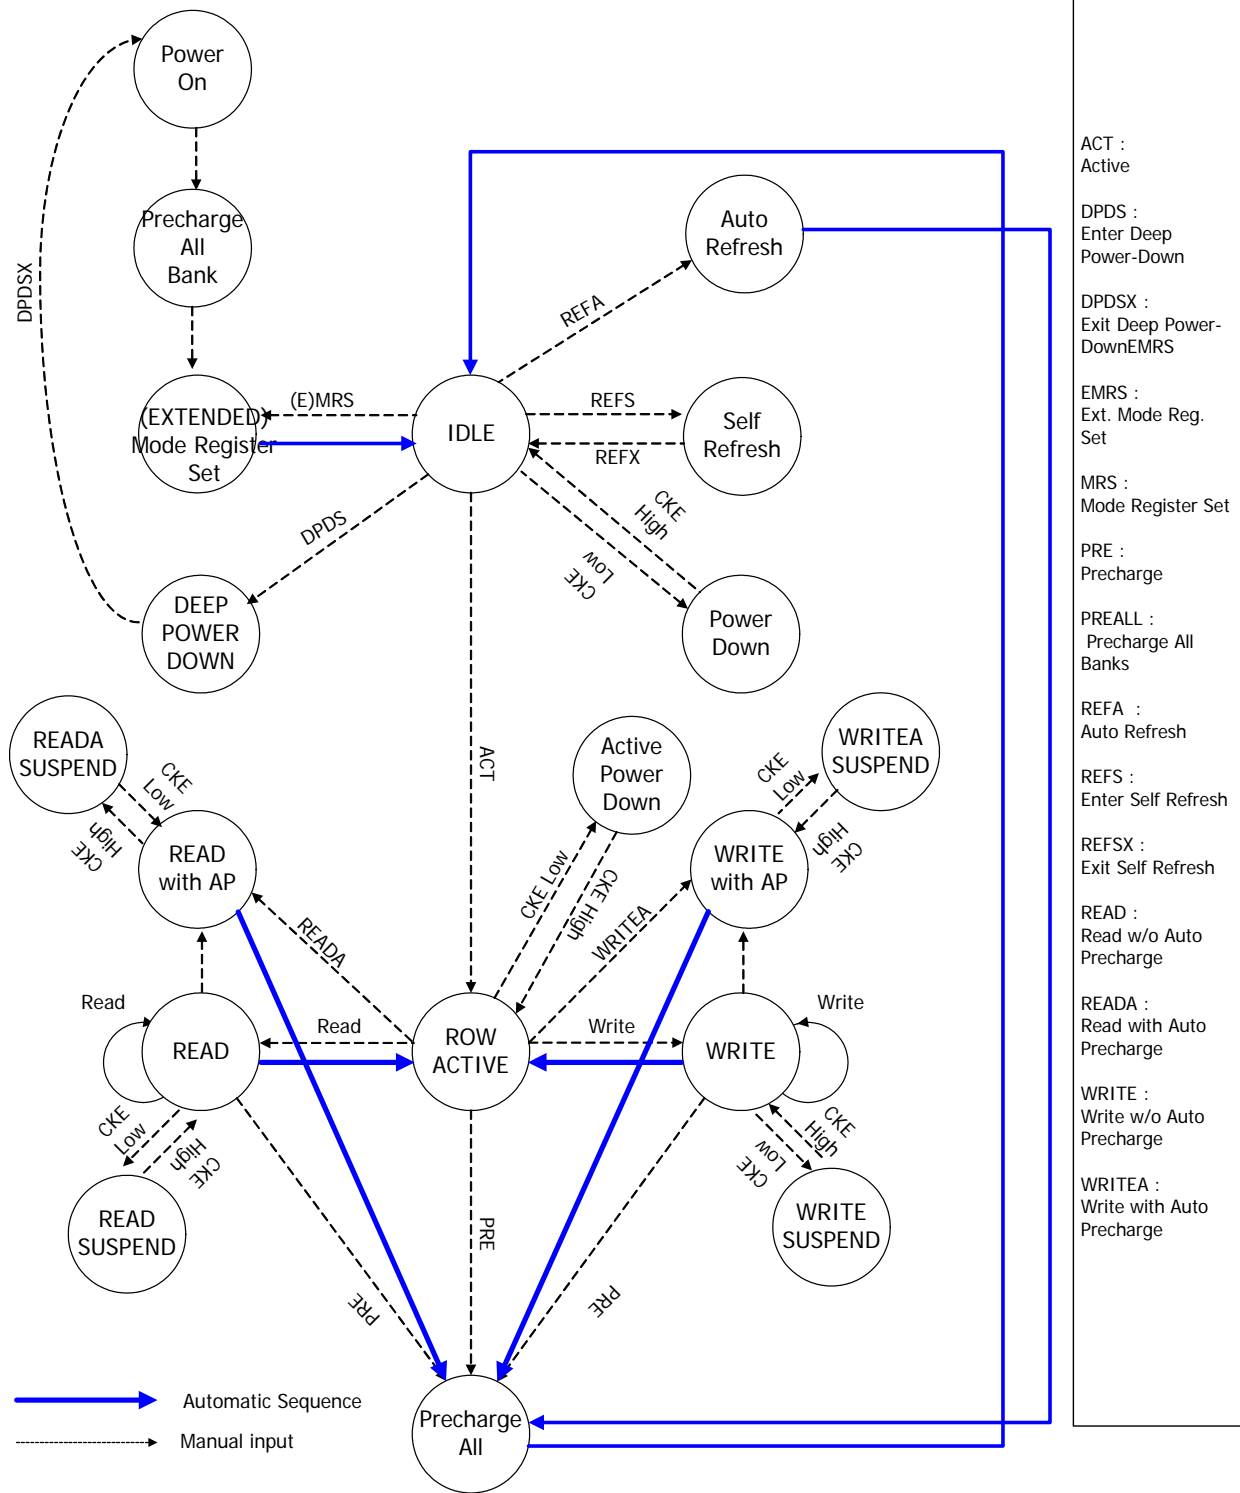 Power
On
Precharge
All
Bank
DPDSX
Auto
Refresh
REFA
(EXTENDED)
Mode Register
Set
(E)MRS
IDLE
REFS
REFX
Self
Refresh
CKE
High
CKE
Low
DPDS
DEEP
POWER
DOWN
Power
Down
READA
SUSPEND
CKE
Low
CKE
High
READ
with AP
ACT
Active
Power
Down
CKE Low
CKE High
WRITEA
SUSPEND
CKE
Low
CKE
High
WRITE
with AP
READA
WRITEA
Read
READ
Read
ROW
ACTIVE
Write
WRITE
Write
CKE
Low
CKE
High
READ
SUSPEND
CKE
High
CKE
Low
WRITE
SUSPEND
PRE
PRE
PRE
Precharge
All
Automatic Sequence
Manual input
ACT :
Active
DPDS :
Enter Deep
Power-Down
DPDSX :
Exit Deep Power-
DownEMRS
EMRS :
Ext. Mode Reg.
Set
MRS :
Mode Register Set
PRE :
Precharge
PREALL :
Precharge All
Banks
REFA :
Auto Refresh
REFS :
Enter Self Refresh
REFSX :
Exit Self Refresh
READ :
Read w/o Auto
Precharge
READA :
Read with Auto
Precharge
WRITE :
Write w/o Auto
Precharge
WRITEA :
Write with Auto
Precharge